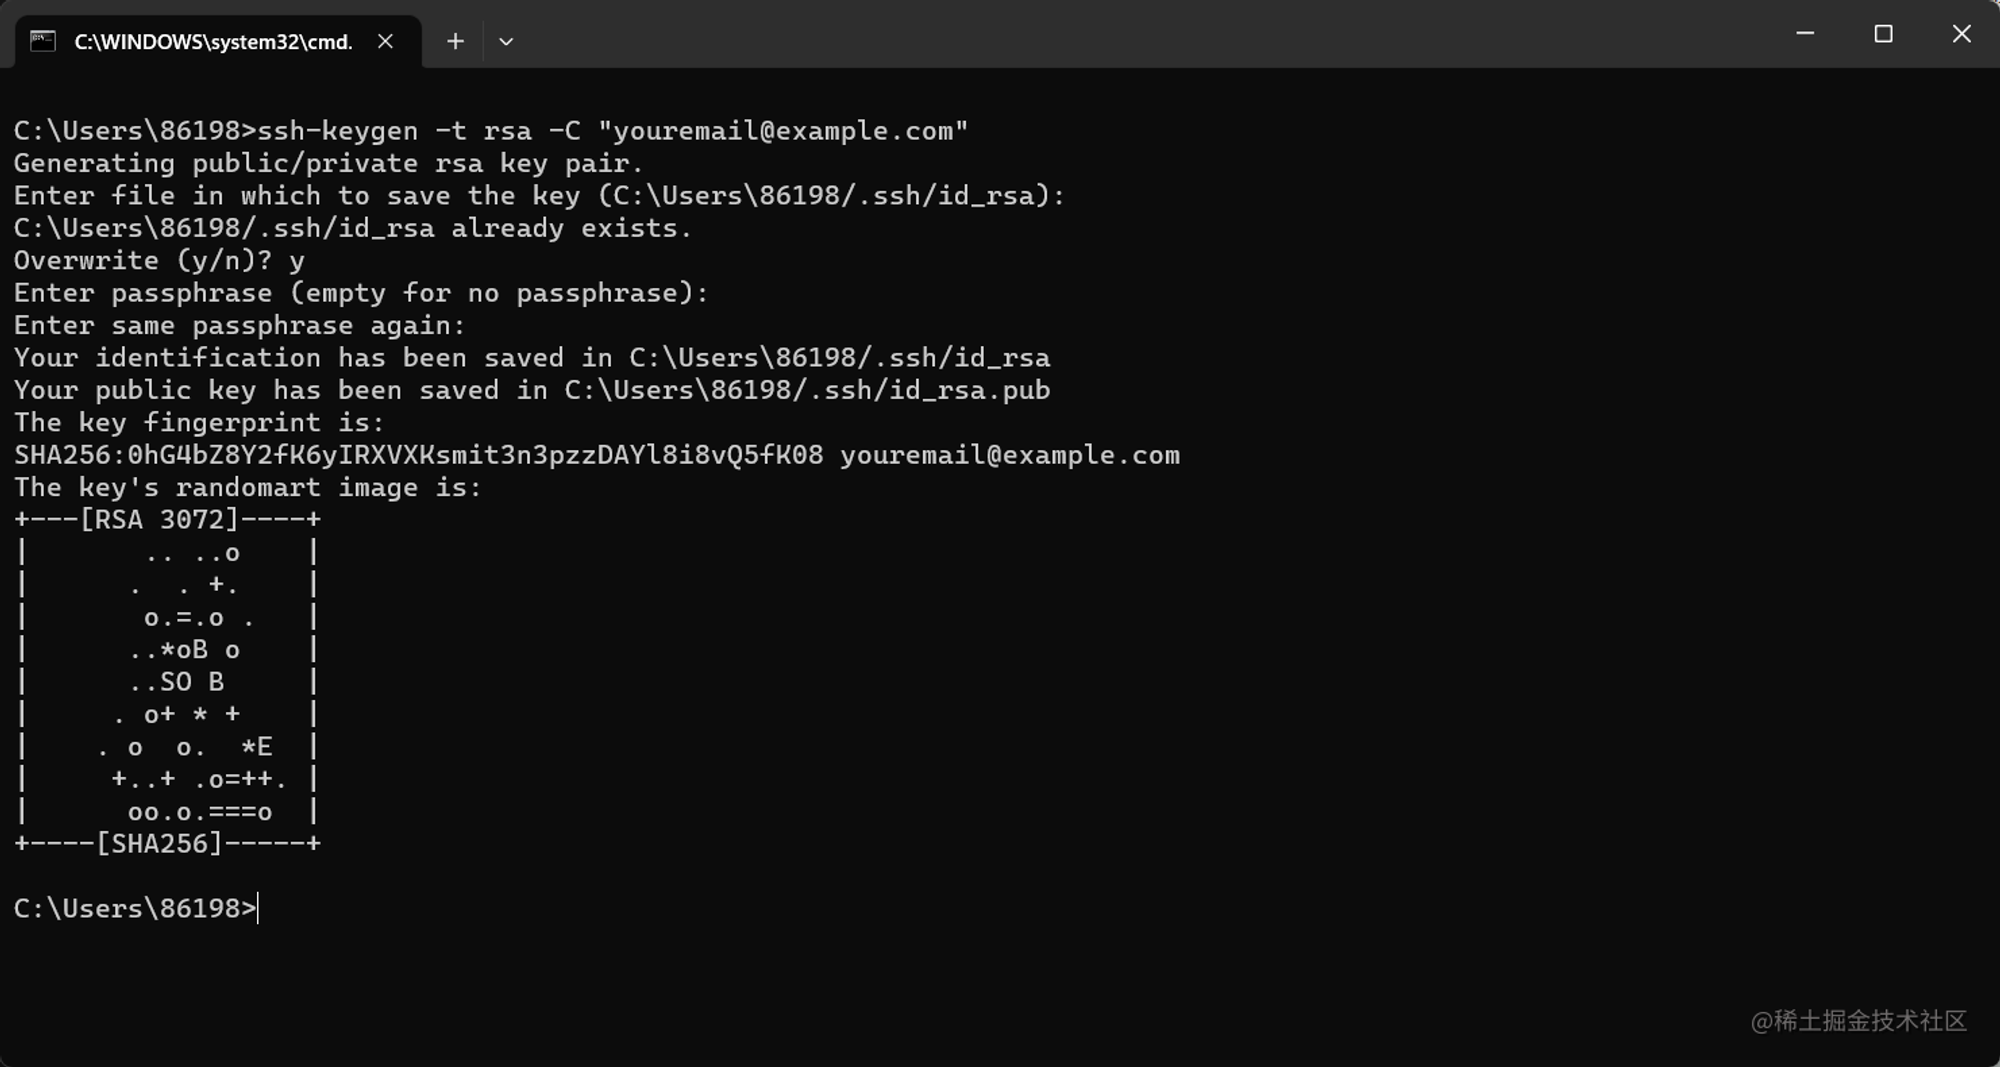 C:\WINDOWS\system32\cmd.
C:\Users\86198>ssh-keygen -t rsa -C "youremail@example.com"
Generating public/private rsa key pair.
Enter file in which to save the key (C:\Users\86198/.ssh/id_rsa):
C:\Users\86198/.ssh/id_rsa already exists.
Overwrite (y/n)? y
Enter passphrase (empty for no passphrase):
Enter same passphrase again:
Your identification has been saved in C:\Users\86198/.ssh/id_rsa
Your public key has been saved in C:\Users\86198/.ssh/id_rsa.pub
The key fingerprint is:
SHA256:0hG4bZ8Y2fK6yIRXVXKsmit3n3pzzDAYl8i8vQ5fK08 youremail@example.com
The key's randomart image is:
+---[RSA 3072]----+
|       .. ..o    |
|      .  . +.    |
|       o.=.o .   |
|      ..*oB o    |
|      ..SO B     |
|     . o+ * +    |
|    . o  o.  *E  |
|     +..+ .o=++. |
|      oo.o.===o  |
+----[SHA256]-----+
C:\Users\86198>
@稀土掘金技术社区